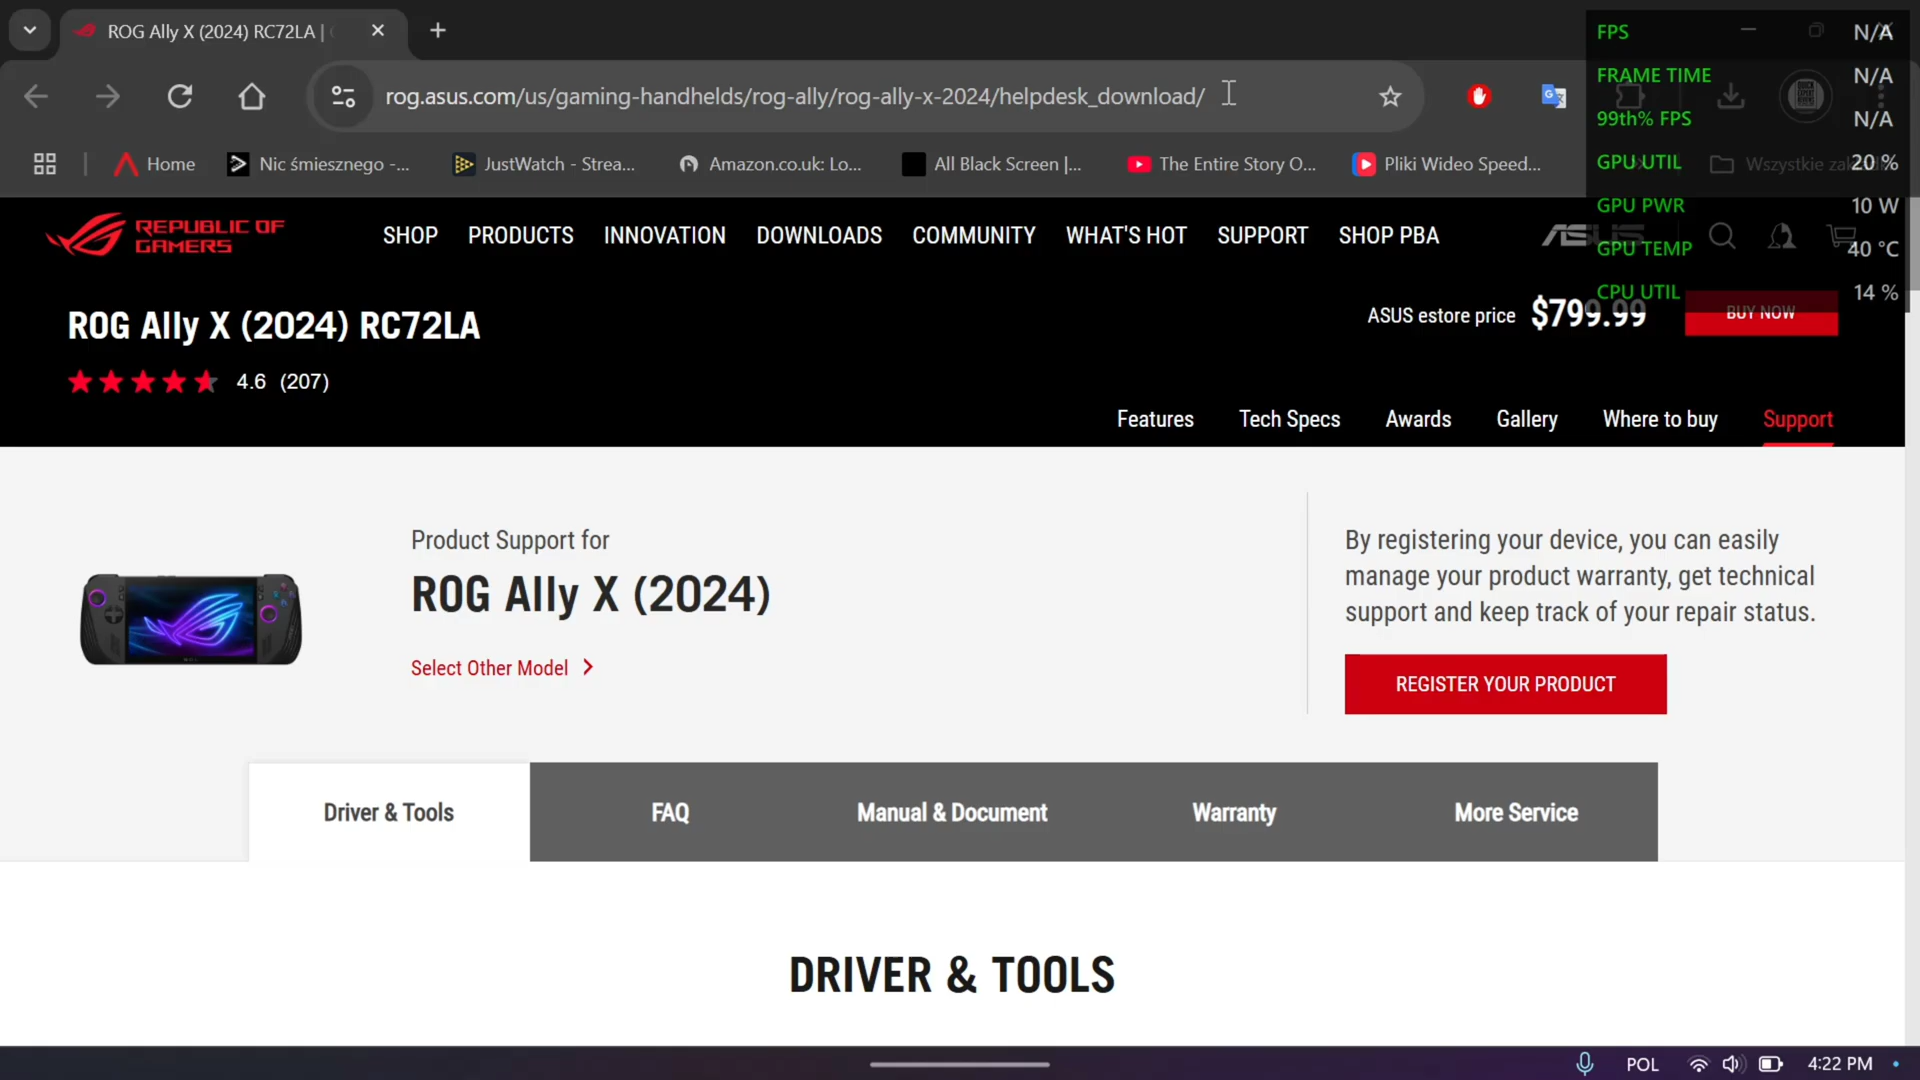 ROG Ally X (2024) RC72LA |
rog.asus.com/us/gaming-handhelds/rog-ally/rog-ally-x-2024/helpdesk_download/
Home
Nic śmiesznego -...
JustWatch - Strea...
Amazon.co.uk: Lo...
All Black Screen |...
The Entire Story O...
Pliki Wideo Speed...
Wszystkie zakładki
FPS N/A
FRAME TIME N/A
99th% FPS N/A
GPU UTIL 20 %
GPU PWR 10 W
GPU TEMP 40 °C
CPU UTIL 14 %
REPUBLIC OF
GAMERS
SHOP PRODUCTS INNOVATION DOWNLOADS COMMUNITY WHAT'S HOT SUPPORT SHOP PBA
ASUS
ROG Ally X (2024) RC72LA
ASUS estore price $799.99 BUY NOW
4.6 (207)
Features Tech Specs Awards Gallery Where to buy Support
Product Support for
ROG Ally X (2024)
Select Other Model
By registering your device, you can easily
manage your product warranty, get technical
support and keep track of your repair status.
REGISTER YOUR PRODUCT
Driver & Tools FAQ Manual & Document Warranty More Service
DRIVER & TOOLS
POL 4:22 PM